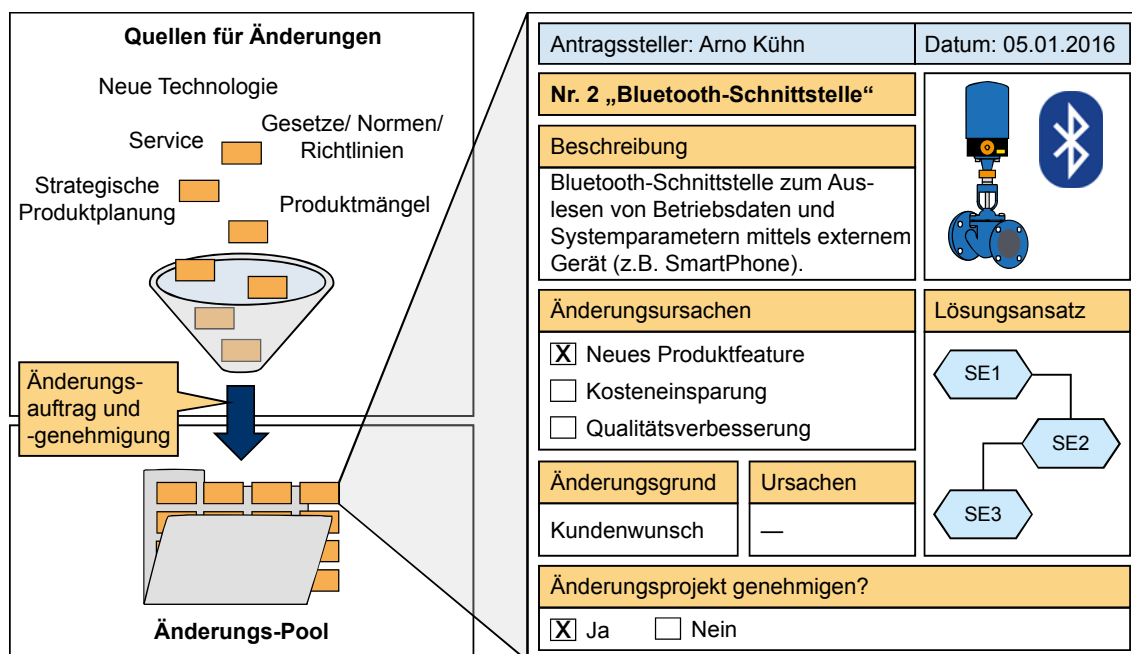 Quellen für Änderungen
Neue Technologie
Service
Gesetze/ Normen/
Richtlinien
Strategische
Produktplanung
Produktmängel
Änderungs-
auftrag und
-genehmigung
Änderungs-Pool
Antragssteller: Arno Kühn
Datum: 05.01.2016
Nr. 2 „Bluetooth-Schnittstelle“
Beschreibung
Bluetooth-Schnittstelle zum Aus-
lesen von Betriebsdaten und
Systemparametern mittels externem
Gerät (z.B. SmartPhone).
Änderungsursachen
X Neues Produktfeature
Kosteneinsparung
Qualitätsverbesserung
Lösungsansatz
SE1
SE2
SE3
Änderungsgrund
Kundenwunsch
Ursachen
—
Änderungsprojekt genehmigen?
X Ja Nein